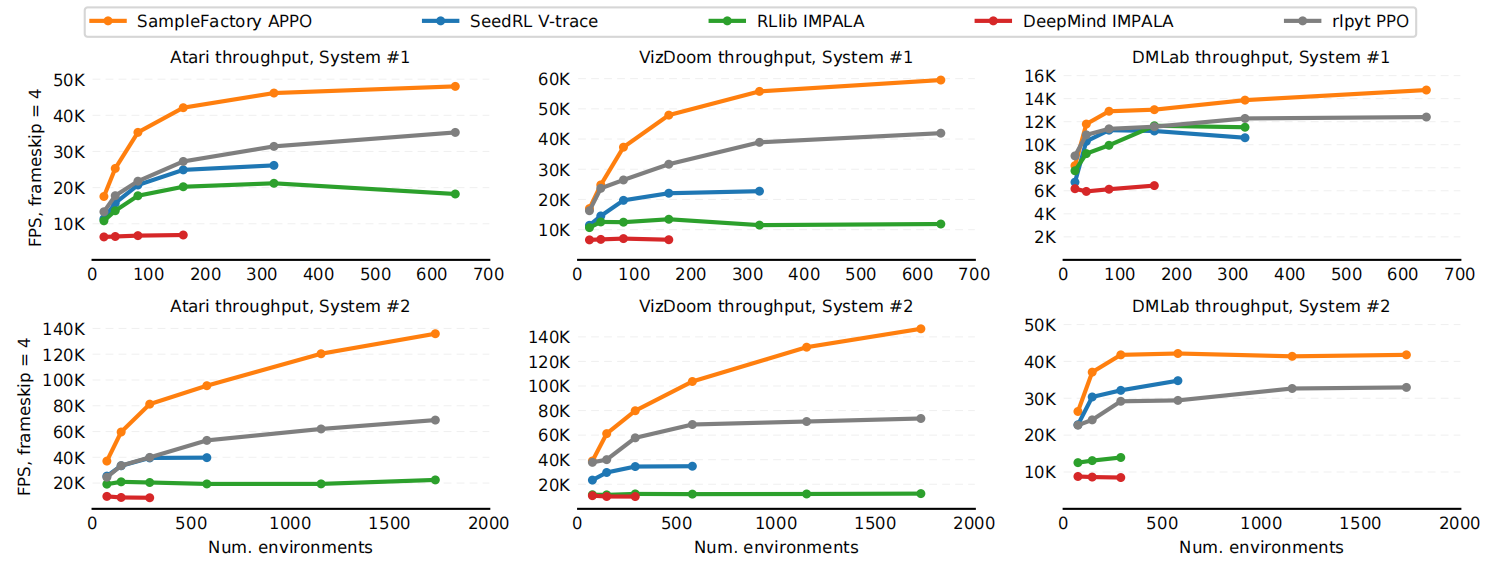 SampleFactory APPO SeedRL V-trace RLlib IMPALA DeepMind IMPALA rlpyt PPO
Atari throughput, System #1
50K
40K
30K
20K
10K
FPS, frameskip = 4
0 100 200 300 400 500 600 700
VizDoom throughput, System #1
60K
50K
40K
30K
20K
10K
0 100 200 300 400 500 600 700
DMLab throughput, System #1
16K
14K
12K
10K
8K
6K
4K
2K
0 100 200 300 400 500 600 700
Atari throughput, System #2
140K
120K
100K
80K
60K
40K
20K
FPS, frameskip = 4
0 500 1000 1500 2000
Num. environments
VizDoom throughput, System #2
140K
120K
100K
80K
60K
40K
20K
0 500 1000 1500 2000
Num. environments
DMLab throughput, System #2
50K
40K
30K
20K
10K
0 500 1000 1500 2000
Num. environments